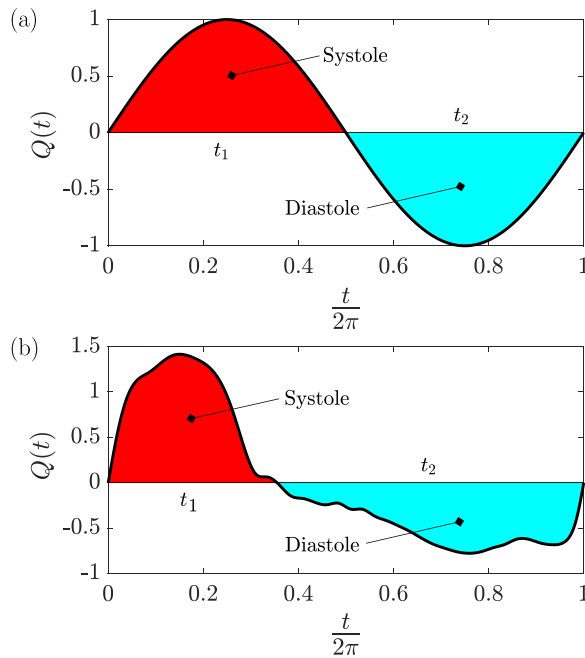 (a)
1
0.5
0
-0.5
-1
Q(t)
Systole
t₁
t₂
Diastole
0 0.2 0.4 0.6 0.8 1
t
2π
(b)
1.5
1
0.5
0
-0.5
-1
Q(t)
Systole
t₁
t₂
Diastole
0 0.2 0.4 0.6 0.8 1
t
2π